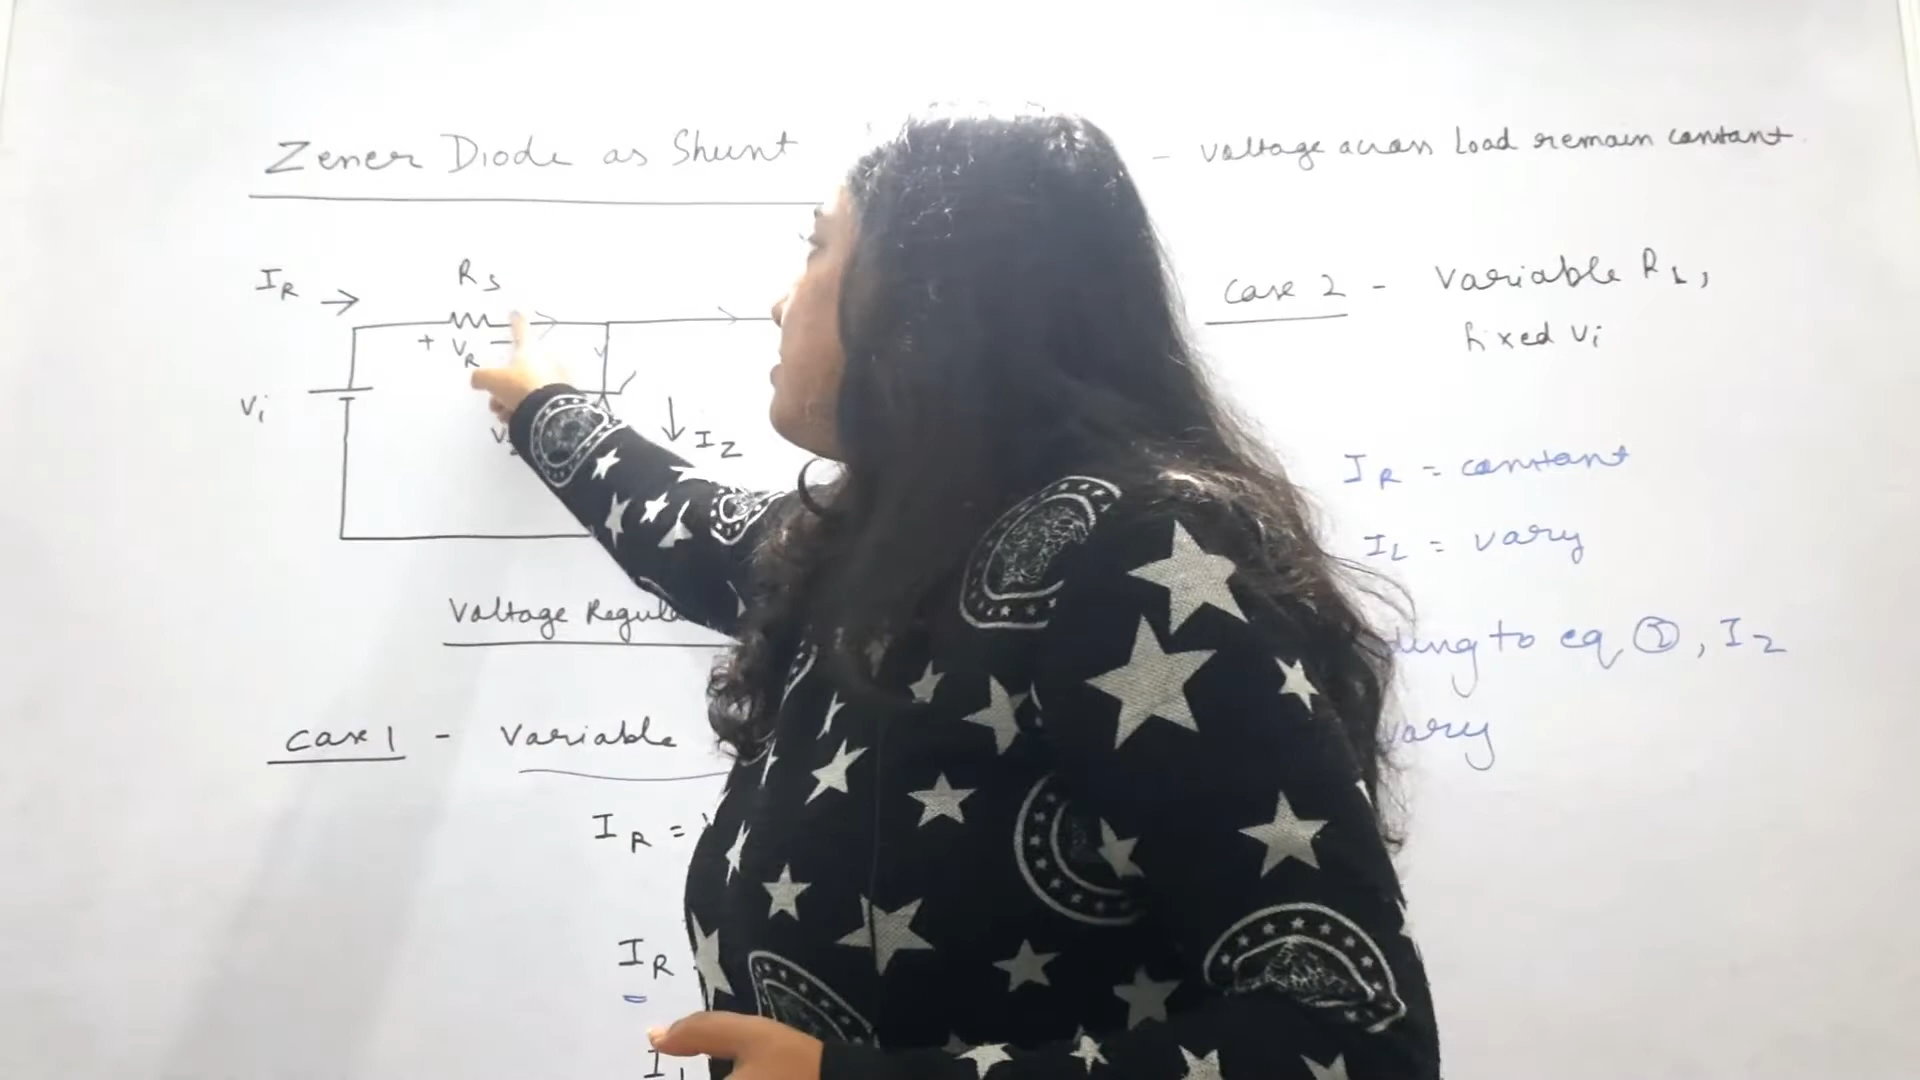 Zener Diode as Shunt
- voltage across Load remain constant
IR →
Rs
+ VR -
Vi
↓ IZ
Voltage Regul
Case 1 - Variable
IR =
IR
Case 2 - Variable RL,
fixed Vi
IR = constant
IL = vary
ding to eq ①, IZ
vary